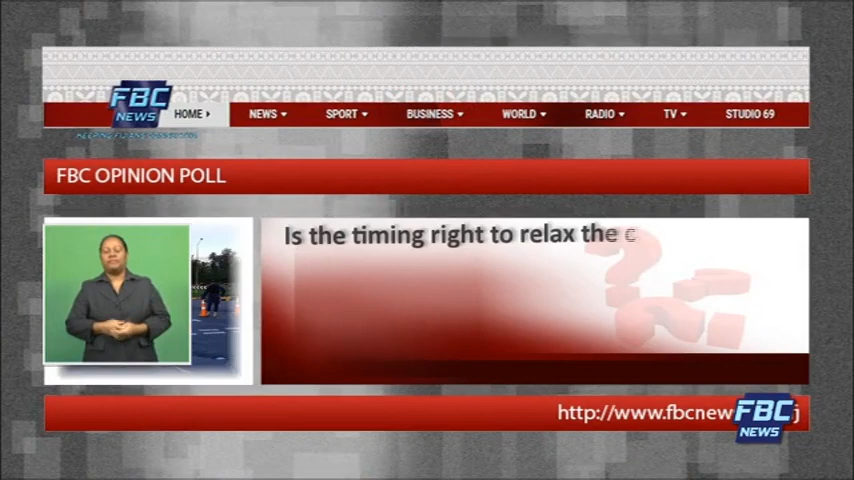 FBC
NEWS
HOME NEWS SPORT BUSINESS WORLD RADIO TV STUDIO 69
FBC OPINION POLL
Is the timing right to relax the c
http://www.fbcnew j
FBC
NEWS